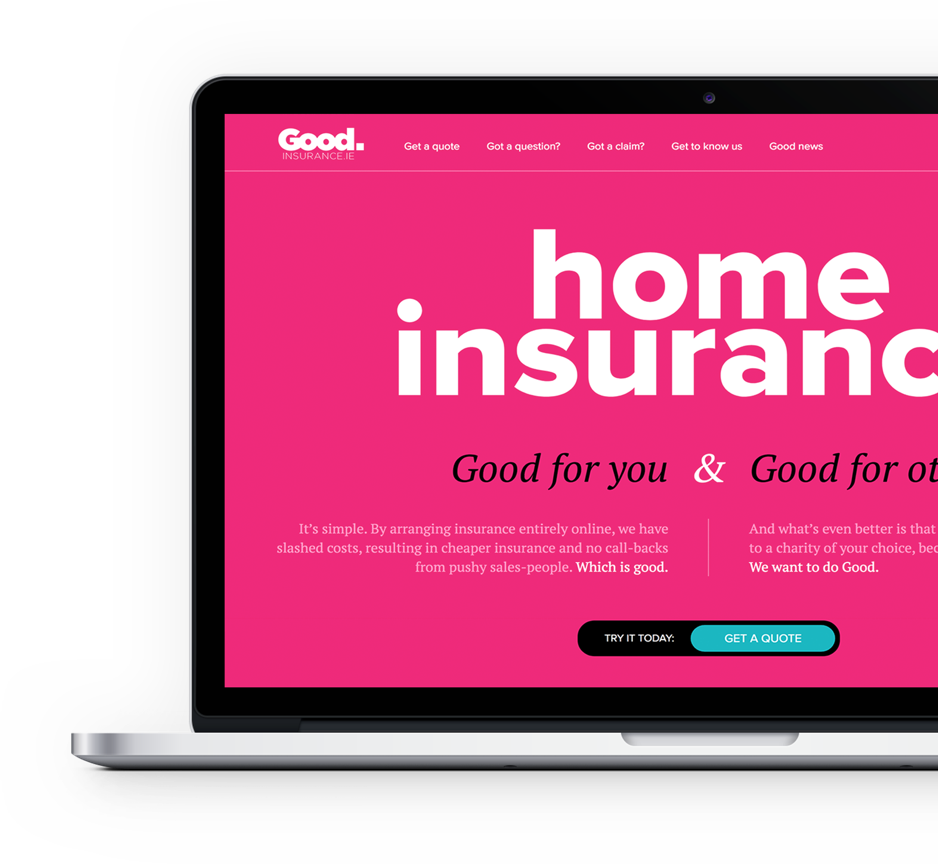 Good.
INSURANCE.IE
Get a quote
Got a question?
Got a claim?
Get to know us
Good news
home
insuranc
Good for you & Good for ot
It's simple. By arranging insurance entirely online, we have
slashed costs, resulting in cheaper insurance and no call-backs
from pushy sales-people. Which is good.
And what's even better is that
to a charity of your choice, bec
We want to do Good.
TRY IT TODAY:
GET A QUOTE